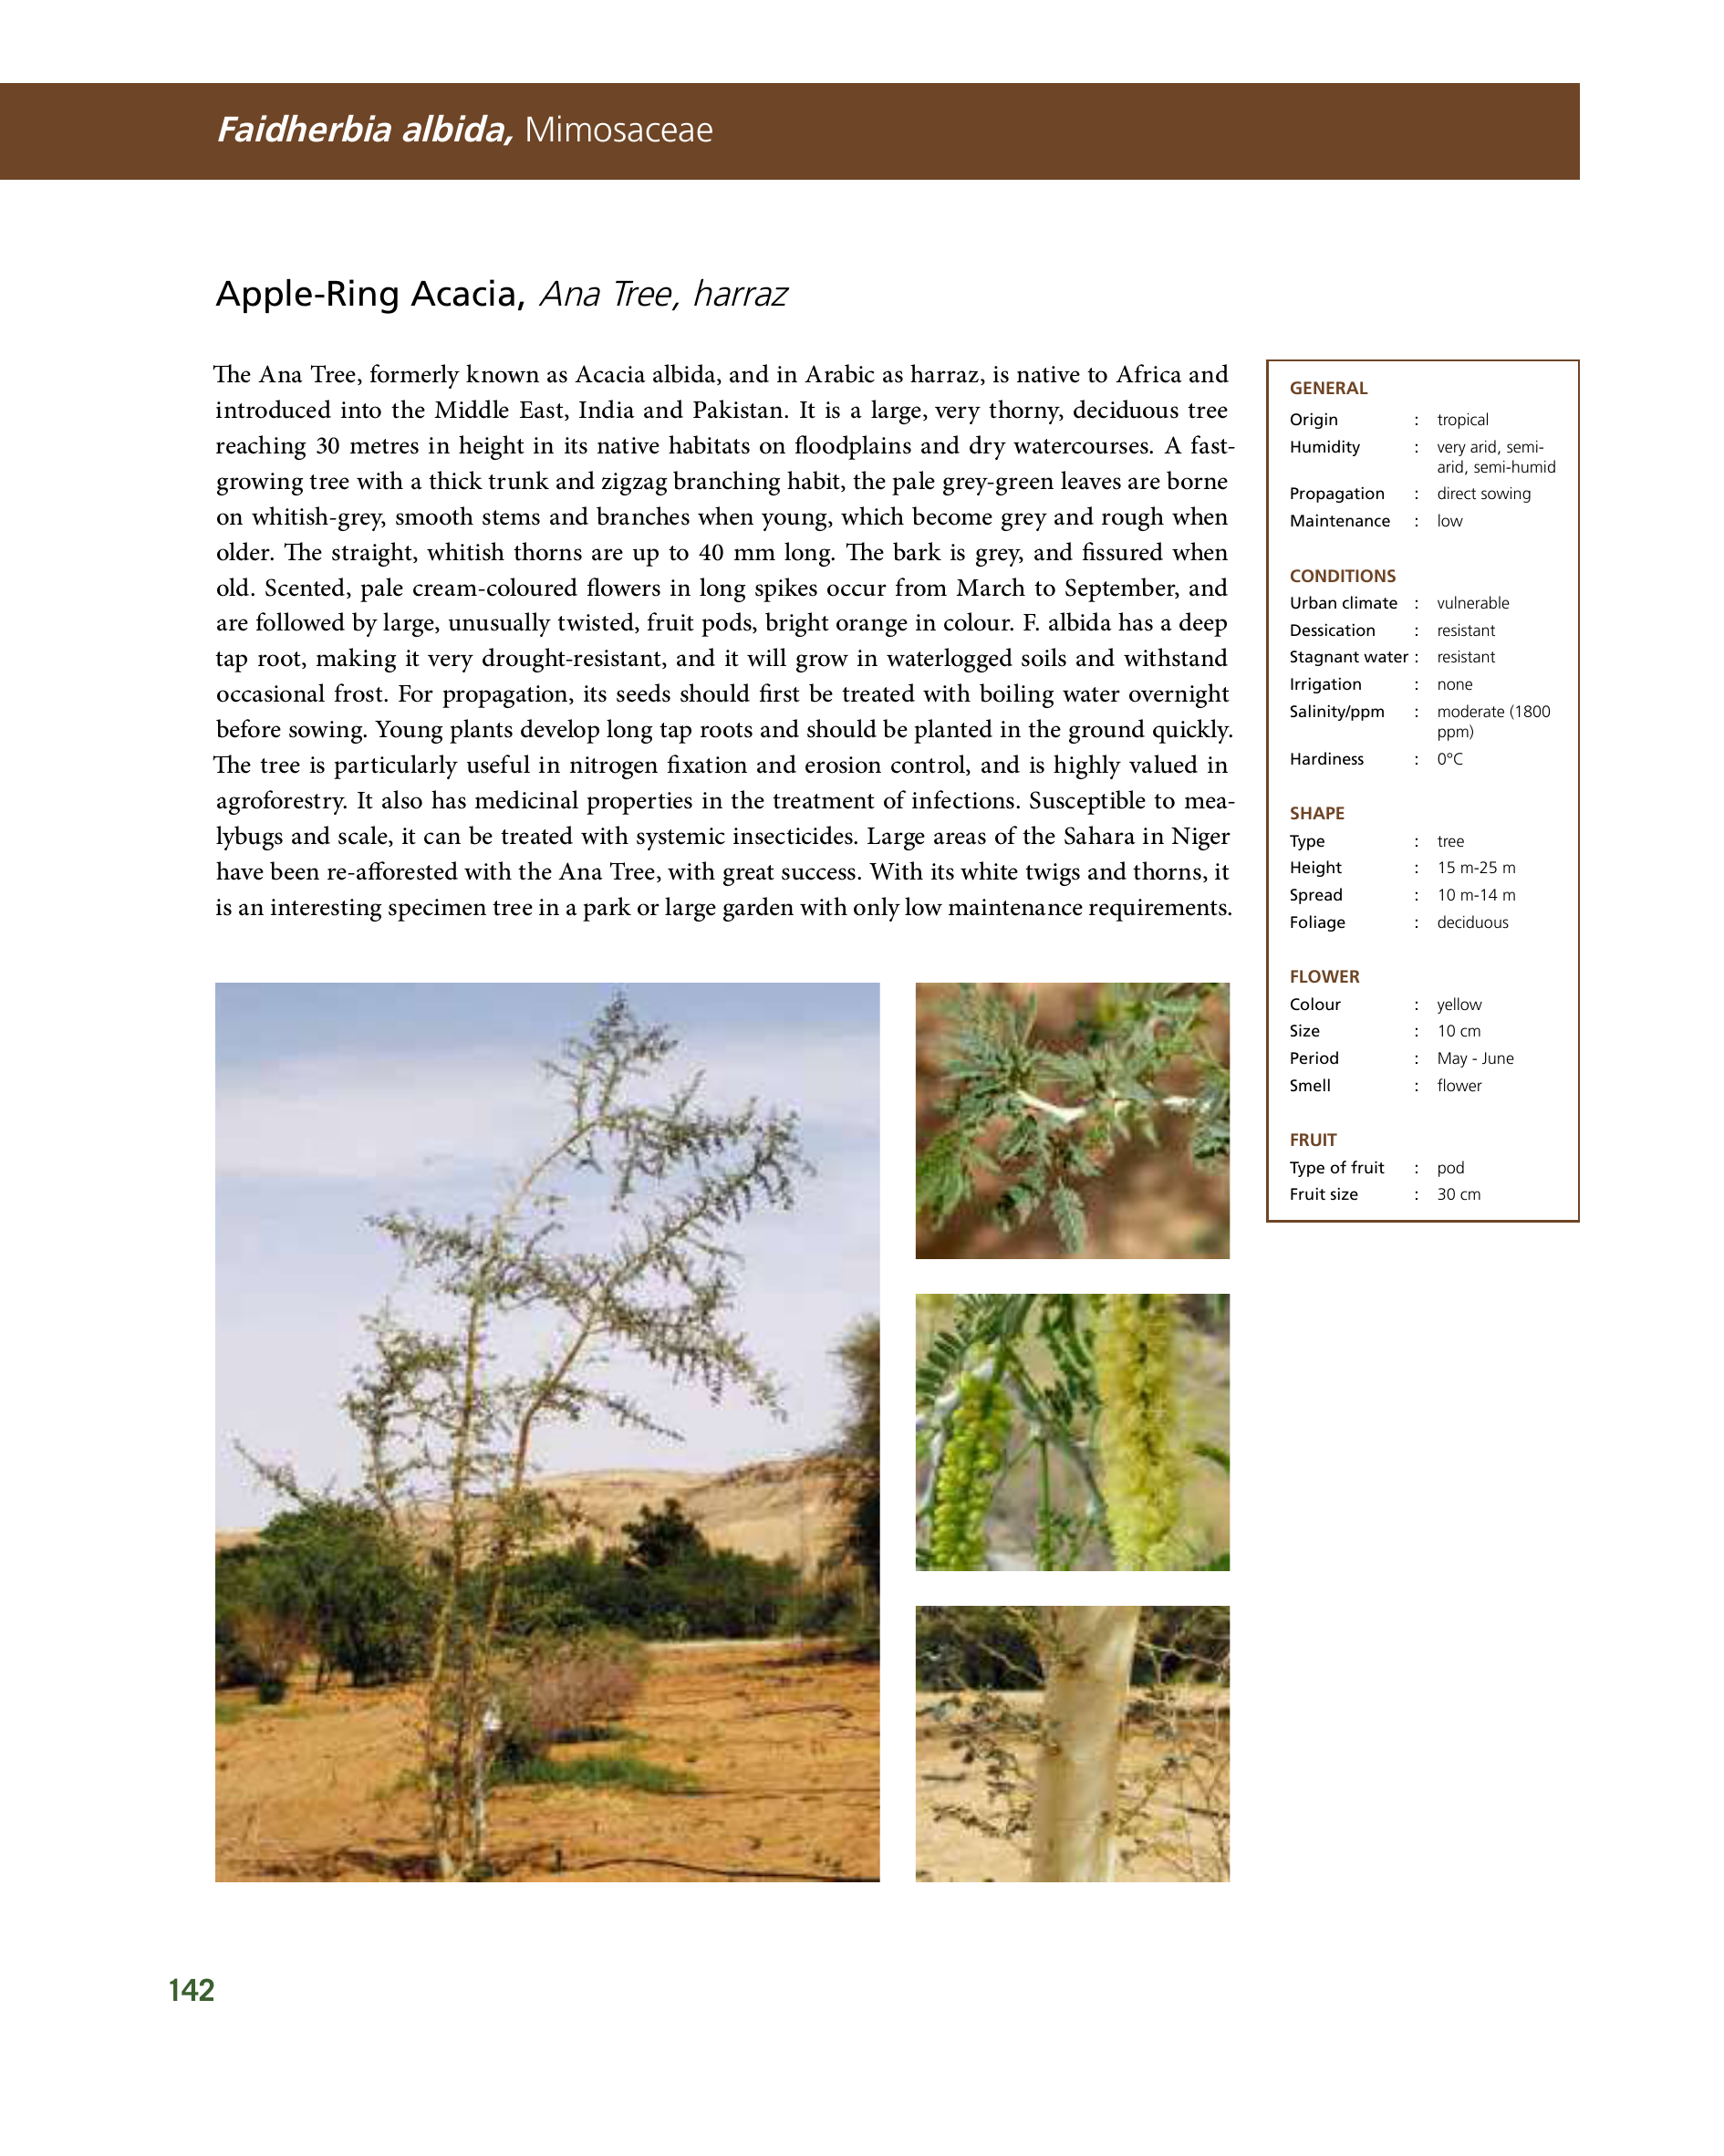 Faidherbia albida, Mimosaceae
Apple-Ring Acacia, Ana Tree, harraz
The Ana Tree, formerly known as Acacia albida, and in Arabic as harraz, is native to Africa and
introduced into the Middle East, India and Pakistan. It is a large, very thorny, deciduous tree
reaching 30 metres in height in its native habitats on floodplains and dry watercourses. A fast-
growing tree with a thick trunk and zigzag branching habit, the pale grey-green leaves are borne
on whitish-grey, smooth stems and branches when young, which become grey and rough when
older. The straight, whitish thorns are up to 40 mm long. The bark is grey, and fissured when
old. Scented, pale cream-coloured flowers in long spikes occur from March to September, and
are followed by large, unusually twisted, fruit pods, bright orange in colour. F. albida has a deep
tap root, making it very drought-resistant, and it will grow in waterlogged soils and withstand
occasional frost. For propagation, its seeds should first be treated with boiling water overnight
before sowing. Young plants develop long tap roots and should be planted in the ground quickly.
The tree is particularly useful in nitrogen fixation and erosion control, and is highly valued in
agroforestry. It also has medicinal properties in the treatment of infections. Susceptible to mea-
lybugs and scale, it can be treated with systemic insecticides. Large areas of the Sahara in Niger
have been re-afforested with the Ana Tree, with great success. With its white twigs and thorns, it
is an interesting specimen tree in a park or large garden with only low maintenance requirements.
GENERAL
Origin : tropical
Humidity : very arid, semi-
arid, semi-humid
Propagation : direct sowing
Maintenance : low
CONDITIONS
Urban climate : vulnerable
Dessication : resistant
Stagnant water : resistant
Irrigation : none
Salinity/ppm : moderate (1800
ppm)
Hardiness : 0°C
SHAPE
Type : tree
Height : 15 m-25 m
Spread : 10 m-14 m
Foliage : deciduous
FLOWER
Colour : yellow
Size : 10 cm
Period : May - June
Smell : flower
FRUIT
Type of fruit : pod
Fruit size : 30 cm
142